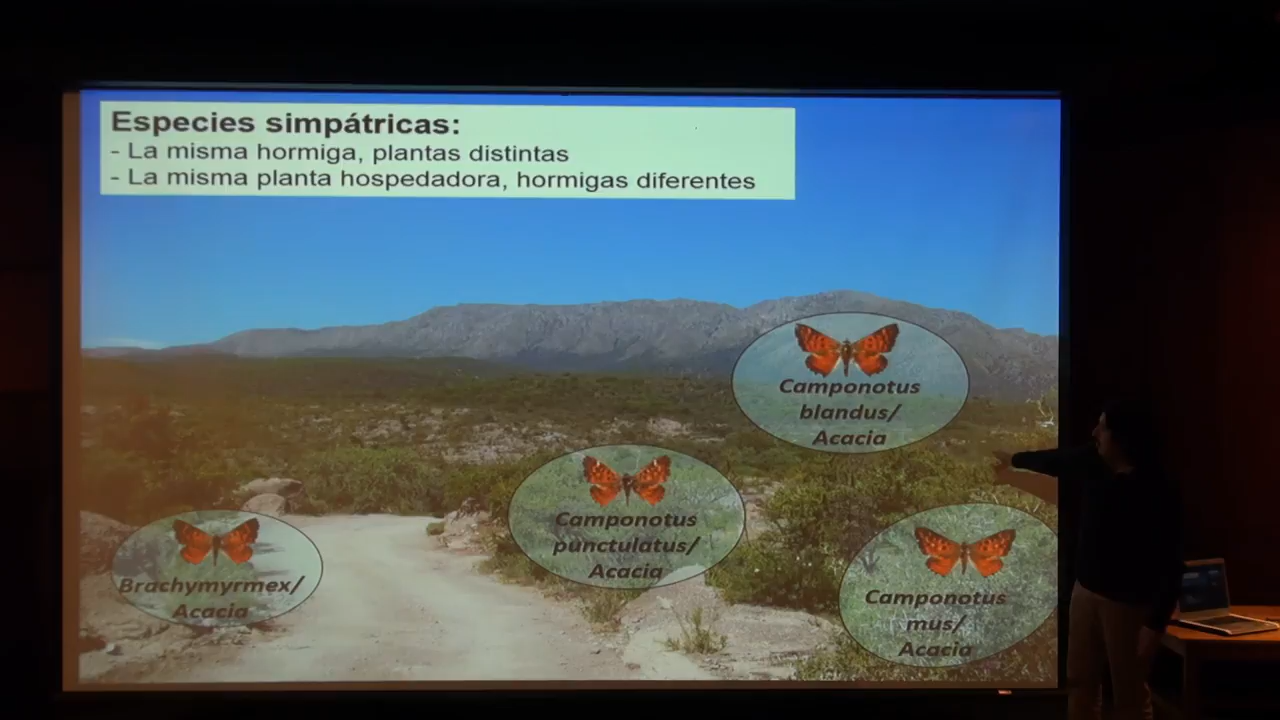 Especies simpátricas:
- La misma hormiga, plantas distintas
- La misma planta hospedadora, hormigas diferentes
Camponotus
blandus/
Acacia
Camponotus
punctulatus/
Acacia
Brachymyrmex/
Acacia
Camponotus
mus/
Acacia